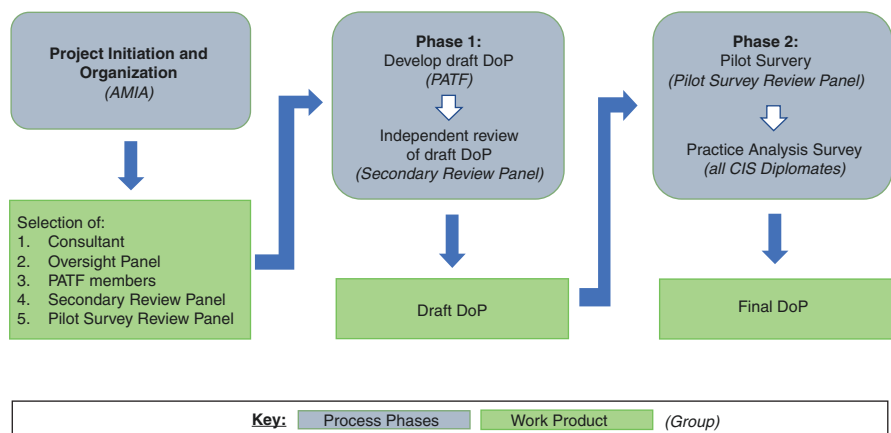 Project Initiation and
Organization
(AMIA)
Selection of:
1. Consultant
2. Oversight Panel
3. PATF members
4. Secondary Review Panel
5. Pilot Survey Review Panel
Phase 1:
Develop draft DoP
(PATF)
Independent review
of draft DoP
(Secondary Review Panel)
Draft DoP
Phase 2:
Pilot Survery
(Pilot Survey Review Panel)
Practice Analysis Survey
(all CIS Diplomates)
Final DoP
Key: Process Phases Work Product (Group)